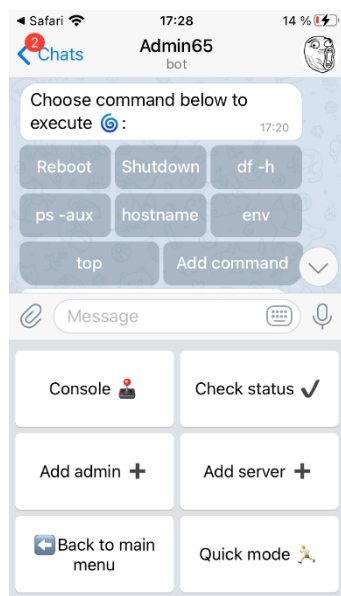 ◀ Safari 17:28 14 %
2
Chats Admin65
bot
Choose command below to
execute 🌀:
17:20
Reboot Shutdown df -h
ps -aux hostname env
top Add command
Message
Console 🕹️ Check status ✔️
Add admin ➕ Add server ➕
⬅️Back to main
menu
Quick mode 🏃